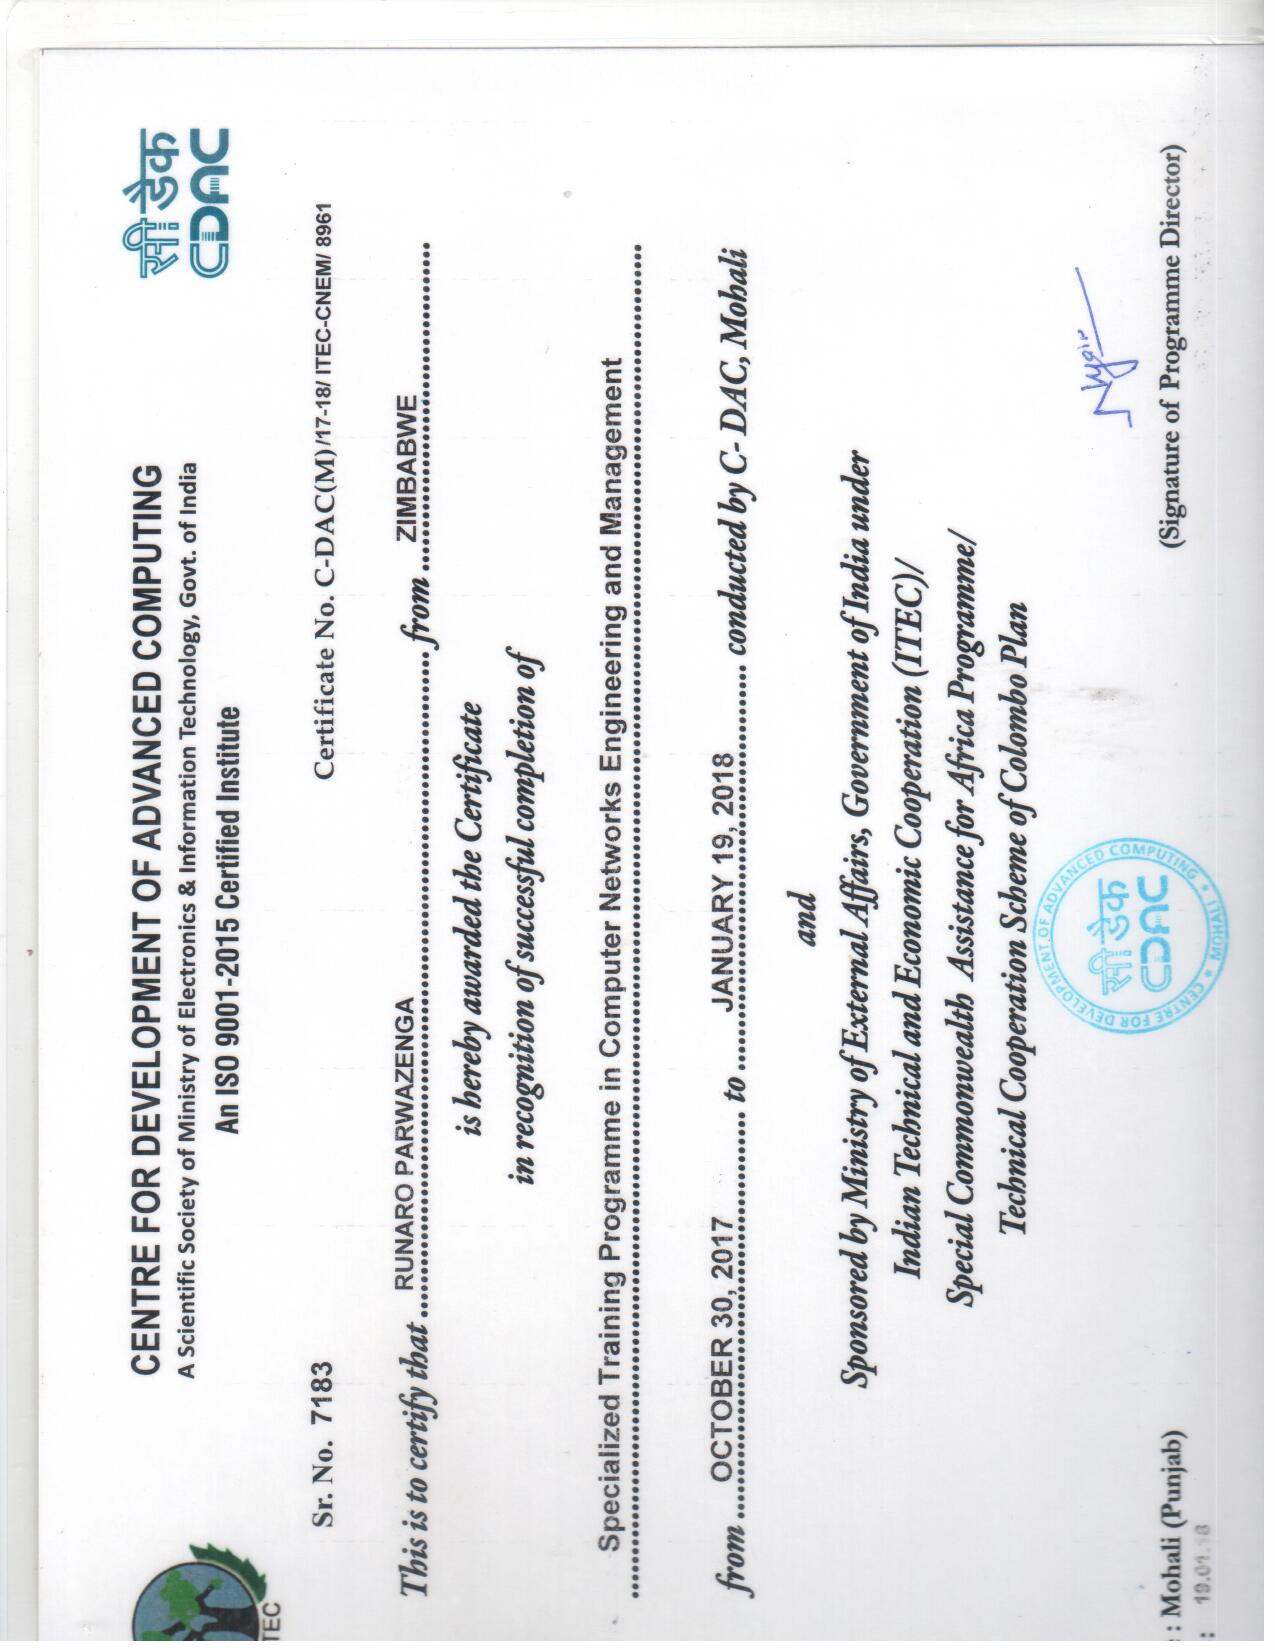 CENTRE FOR DEVELOPMENT OF ADVANCED COMPUTING
A Scientific Society of Ministry of Electronics & Information Technology, Govt. of India
An ISO 9001-2015 Certified Institute
सी डैक
CDAC
TEC
Sr. No. 7183
Certificate No. C-DAC(M)/17-18/ ITEC-CNEM/ 8961
This is to certify that RUNARO PARWAZENGA from ZIMBABWE
is hereby awarded the Certificate
in recognition of successful completion of
Specialized Training Programme in Computer Networks Engineering and Management
from OCTOBER 30, 2017 to JANUARY 19, 2018 conducted by C- DAC, Mohali
and
Sponsored by Ministry of External Affairs, Government of India under
Indian Technical and Economic Cooperation (ITEC)/
Special Commonwealth Assistance for Africa Programme/
Technical Cooperation Scheme of Colombo Plan
CENTRE FOR DEVELOPMENT OF ADVANCED COMPUTING
सी डैक
CDAC
* MOHALI *
: Mohali (Punjab)
: 19.01.18
(Signature of Programme Director)